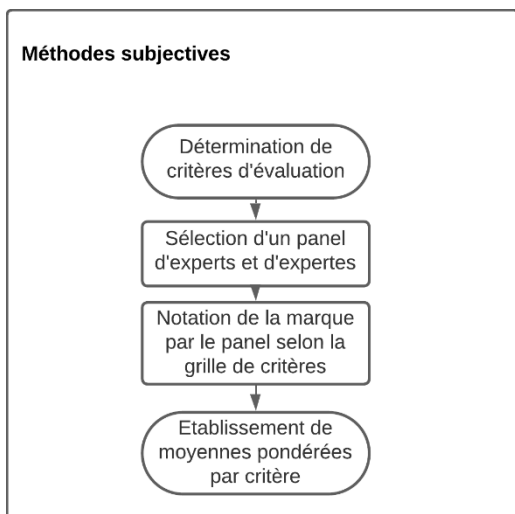 Méthodes subjectives
Détermination de
critères d'évaluation
Sélection d'un panel
d'experts et d'expertes
Notation de la marque
par le panel selon la
grille de critères
Etablissement de
moyennes pondérées
par critère